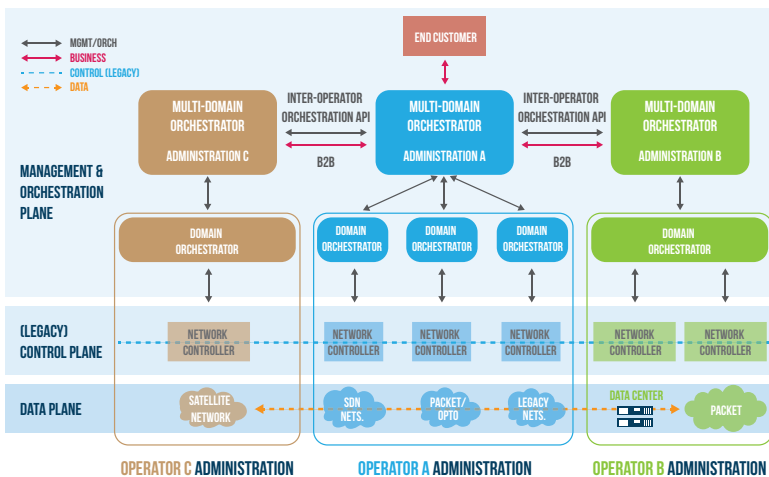 MGMT/ORCH
BUSINESS
CONTROL (LEGACY)
DATA
END CUSTOMER
MULTI-DOMAIN
ORCHESTRATOR
ADMINISTRATION C
INTER-OPERATOR
ORCHESTRATION API
B2B
MULTI-DOMAIN
ORCHESTRATOR
ADMINISTRATION A
INTER-OPERATOR
ORCHESTRATION API
B2B
MULTI-DOMAIN
ORCHESTRATOR
ADMINISTRATION B
MANAGEMENT &
ORCHESTRATION
PLANE
DOMAIN
ORCHESTRATOR
DOMAIN
ORCHESTRATOR
DOMAIN
ORCHESTRATOR
DOMAIN
ORCHESTRATOR
DOMAIN
ORCHESTRATOR
(LEGACY)
CONTROL PLANE
NETWORK
CONTROLLER
NETWORK
CONTROLLER
NETWORK
CONTROLLER
NETWORK
CONTROLLER
NETWORK
CONTROLLER
NETWORK
CONTROLLER
DATA PLANE
SATELLITE
NETWORK
SDN
NETS.
PACKET/
OPTO
LEGACY
NETS.
DATA CENTER
PACKET
OPERATOR C ADMINISTRATION
OPERATOR A ADMINISTRATION
OPERATOR B ADMINISTRATION